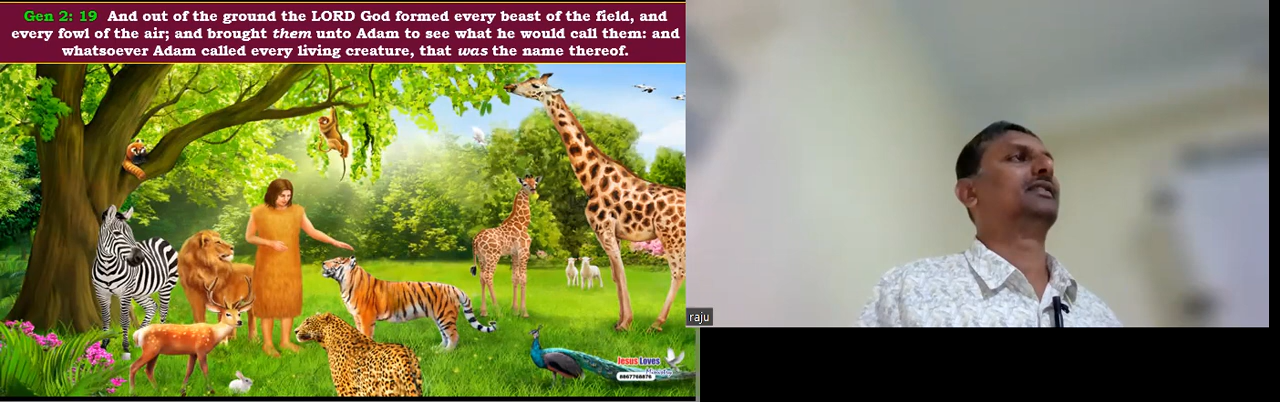 Gen 2: 19 And out of the ground the LORD God formed every beast of the field, and
every fowl of the air; and brought them unto Adam to see what he would call them: and
whatsoever Adam called every living creature, that was the name thereof.
Jesus Loves
Ministry
8867768876
raju